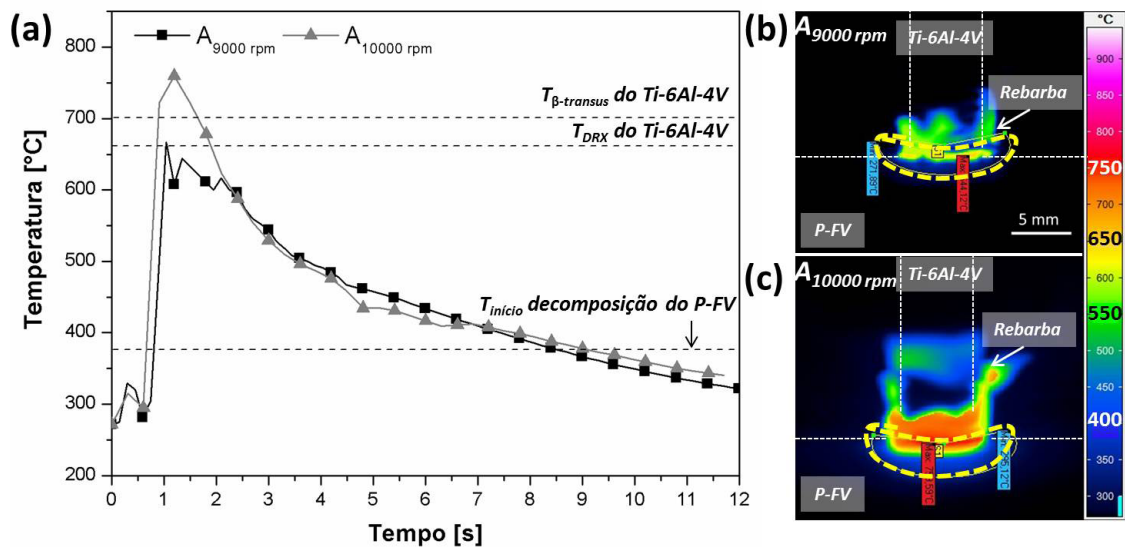 (a)
Temperatura [°C]
800
700
600
500
400
300
200
A9000 rpm
A10000 rpm
Tβ-transus do Ti-6Al-4V
TDRX do Ti-6Al-4V
Tinício decomposição do P-FV
0 1 2 3 4 5 6 7 8 9 10 11 12
Tempo [s]
(b)
A9000 rpm
Ti-6Al-4V
Rebarba
P-FV
5 mm
(c)
A10000 rpm
Ti-6Al-4V
Rebarba
P-FV
°C
900
850
800
750
700
650
600
550
500
450
400
350
300